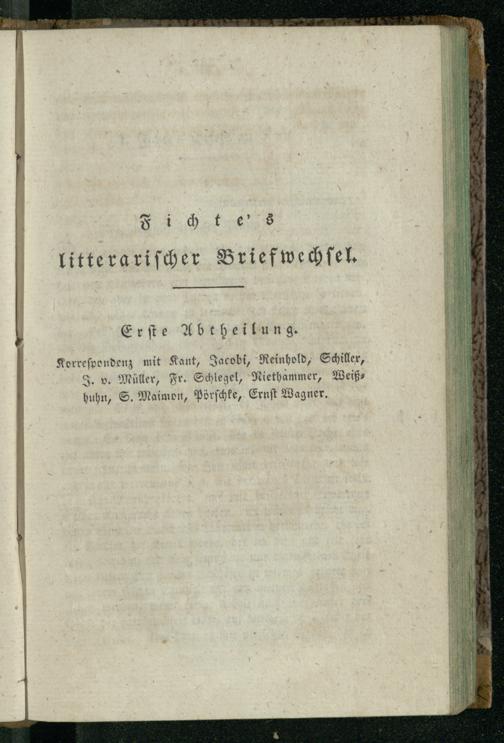 Fichte's
litterarischer Briefwechsel.
Erste Abtheilung.
Korrespondenz mit Kant, Jacobi, Reinhold, Schiller,
J. v. Müller, Fr. Schlegel, Niethammer, Weiß-
huhn, S. Maimon, Pörschke, Ernst Wagner.